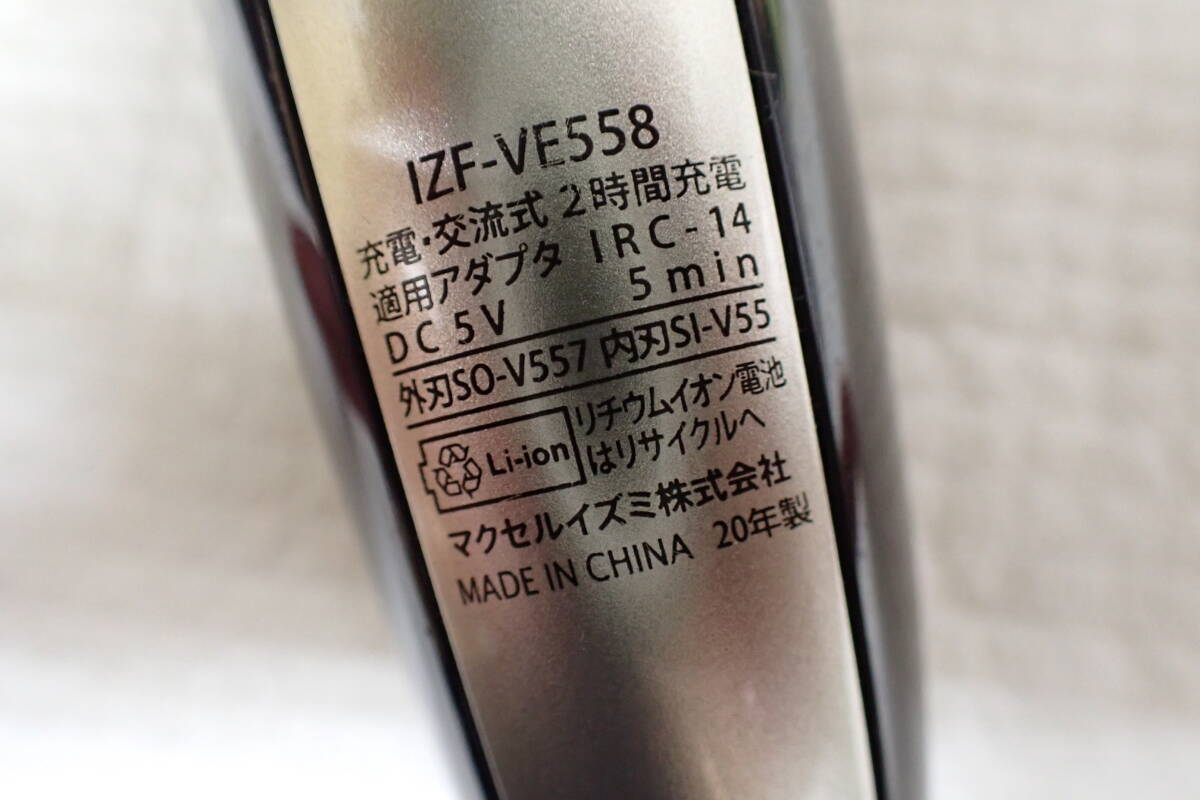 IZF-VE558
充電・交流式 2時間充電
適用アダプタ IRC-14
DC 5V 5min
外刃SO-V557 内刃SI-V55
Li-ion リチウムイオン電池
はリサイクルへ
マクセルイズミ株式会社
MADE IN CHINA 20年製